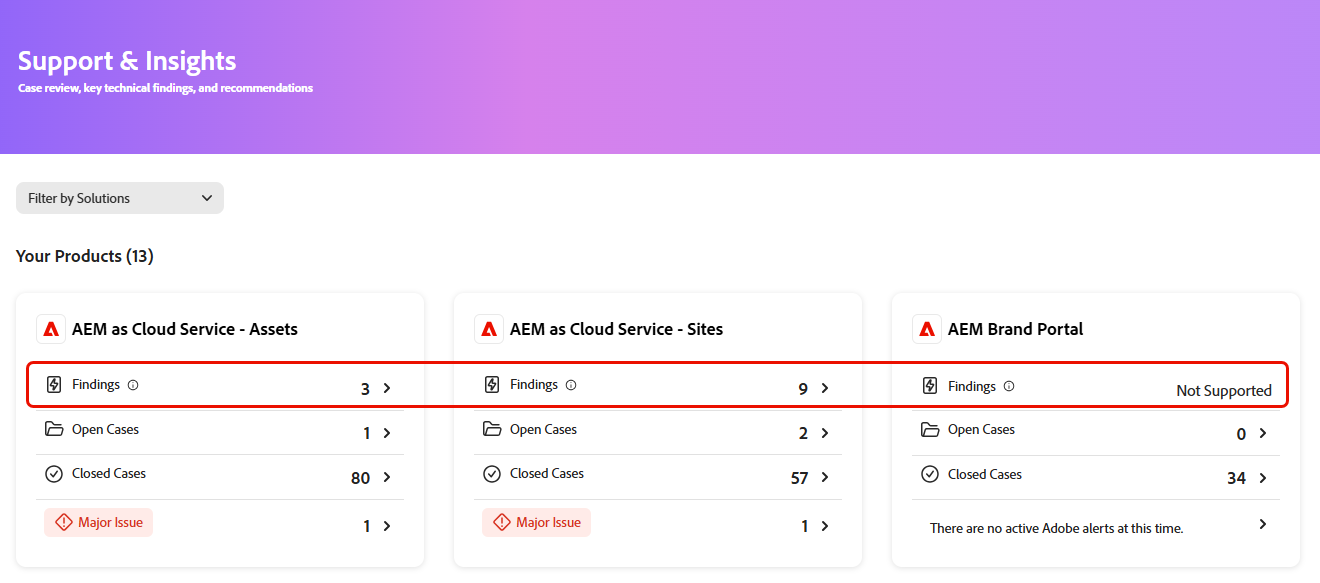 Support & Insights
Case review, key technical findings, and recommendations
Filter by Solutions
Your Products (13)
AEM as Cloud Service - Assets
Findings 3
Open Cases 1
Closed Cases 80
Major Issue 1
AEM as Cloud Service - Sites
Findings 9
Open Cases 2
Closed Cases 57
Major Issue 1
AEM Brand Portal
Findings Not Supported
Open Cases 0
Closed Cases 34
There are no active Adobe alerts at this time.